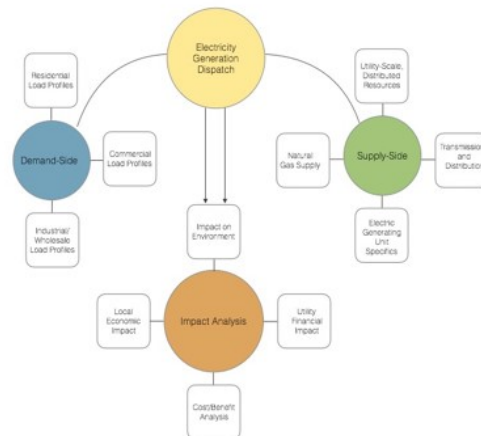 Electricity
Generation
Dispatch
Residential
Load Profiles
Utility-Scale,
Distributed
Resources
Demand-Side
Commercial
Load Profiles
Natural
Gas Supply
Supply-Side
Transmission
and
Distribution
Industrial/
Wholesale
Load Profiles
Impact on
Environment
Electric
Generating
Unit
Specifics
Local
Economic
Impact
Impact Analysis
Utility
Financial
Impact
Cost/Benefit
Analysis